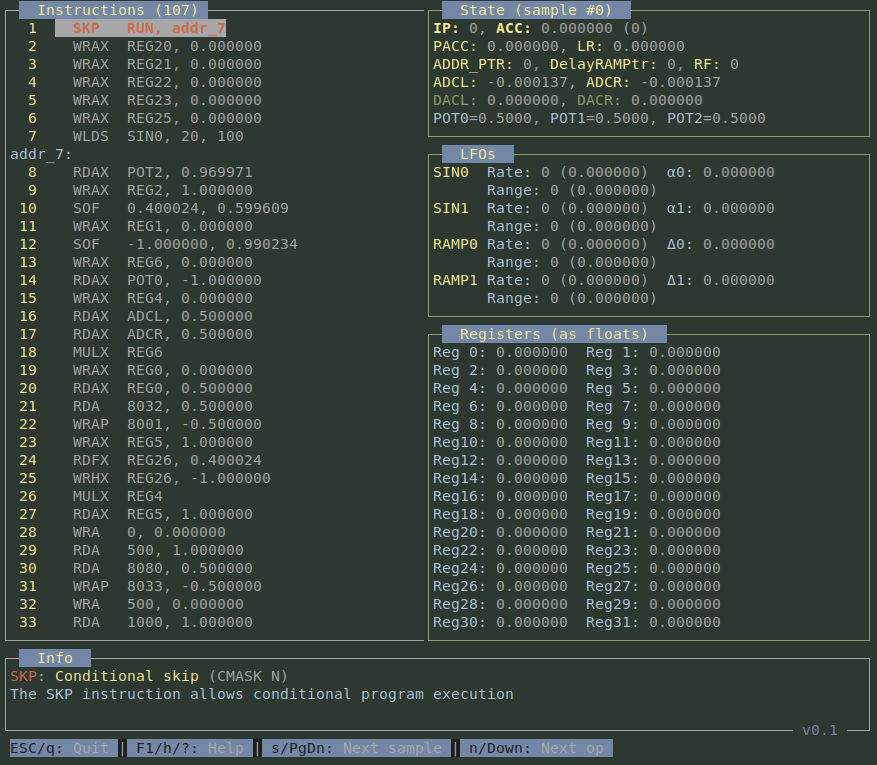 Instructions (107)
1 SKP RUN, addr_7
2 WRAX REG20, 0.000000
3 WRAX REG21, 0.000000
4 WRAX REG22, 0.000000
5 WRAX REG23, 0.000000
6 WRAX REG25, 0.000000
7 WLDS SIN0, 20, 100
addr_7:
8 RDAX POT2, 0.969971
9 WRAX REG2, 1.000000
10 SOF 0.400024, 0.599609
11 WRAX REG1, 0.000000
12 SOF -1.000000, 0.990234
13 WRAX REG6, 0.000000
14 RDAX POT0, -1.000000
15 WRAX REG4, 0.000000
16 RDAX ADCL, 0.500000
17 RDAX ADCR, 0.500000
18 MULX REG6
19 WRAX REG0, 0.000000
20 RDAX REG0, 0.500000
21 RDA 8032, 0.500000
22 WRAP 8001, -0.500000
23 WRAX REG5, 1.000000
24 RDFX REG26, 0.400024
25 WRHX REG26, -1.000000
26 MULX REG4
27 RDAX REG5, 1.000000
28 WRA 0, 0.000000
29 RDA 500, 1.000000
30 RDA 8080, 0.500000
31 WRAP 8033, -0.500000
32 WRA 500, 0.000000
33 RDA 1000, 1.000000
State (sample #0)
IP: 0, ACC: 0.000000 (0)
PACC: 0.000000, LR: 0.000000
ADDR_PTR: 0, DelayRAMPtr: 0, RF: 0
ADCL: -0.000137, ADCR: -0.000137
DACL: 0.000000, DACR: 0.000000
POT0=0.5000, POT1=0.5000, POT2=0.5000
LFOs
SIN0 Rate: 0 (0.000000) α0: 0.000000
Range: 0 (0.000000)
SIN1 Rate: 0 (0.000000) α1: 0.000000
Range: 0 (0.000000)
RAMP0 Rate: 0 (0.000000) Δ0: 0.000000
Range: 0 (0.000000)
RAMP1 Rate: 0 (0.000000) Δ1: 0.000000
Range: 0 (0.000000)
Registers (as floats)
Reg 0: 0.000000 Reg 1: 0.000000
Reg 2: 0.000000 Reg 3: 0.000000
Reg 4: 0.000000 Reg 5: 0.000000
Reg 6: 0.000000 Reg 7: 0.000000
Reg 8: 0.000000 Reg 9: 0.000000
Reg10: 0.000000 Reg11: 0.000000
Reg12: 0.000000 Reg13: 0.000000
Reg14: 0.000000 Reg15: 0.000000
Reg16: 0.000000 Reg17: 0.000000
Reg18: 0.000000 Reg19: 0.000000
Reg20: 0.000000 Reg21: 0.000000
Reg22: 0.000000 Reg23: 0.000000
Reg24: 0.000000 Reg25: 0.000000
Reg26: 0.000000 Reg27: 0.000000
Reg28: 0.000000 Reg29: 0.000000
Reg30: 0.000000 Reg31: 0.000000
Info
SKP: Conditional skip (CMASK N)
The SKP instruction allows conditional program execution
v0.1
ESC/q: Quit | F1/h/?: Help | s/PgDn: Next sample | n/Down: Next op